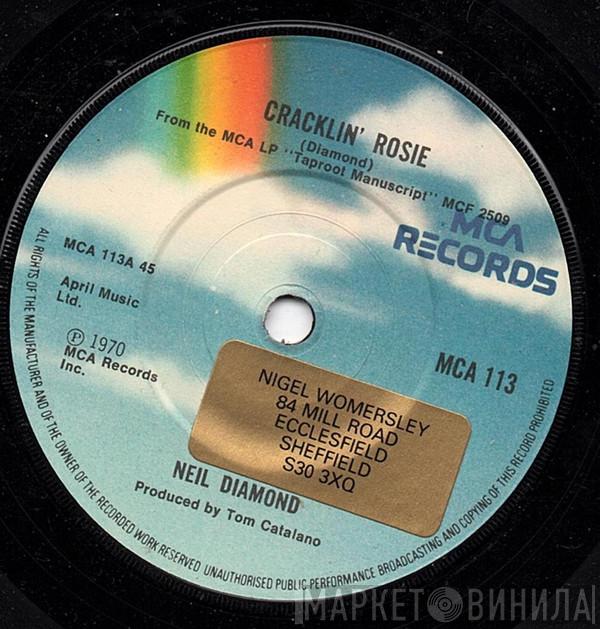 CRACKLIN' ROSIE
(Diamond)
From the MCA LP "Taproot Manuscript" MCF 2509
MCA
RECORDS
MCA 113A 45
April Music
Ltd.
Ⓟ 1970
MCA Records
Inc.
MCA 113
NIGEL WOMERSLEY
84 MILL ROAD
ECCLESFIELD
SHEFFIELD
S30 3XQ
NEIL DIAMOND
Produced by Tom Catalano
ALL RIGHTS OF THE MANUFACTURER AND OF THE OWNER OF THE RECORDED WORK RESERVED UNAUTHORISED PUBLIC PERFORMANCE BROADCASTING AND COPYING OF THIS RECORD PROHIBITED
МАРКЕТ ВИНИЛА